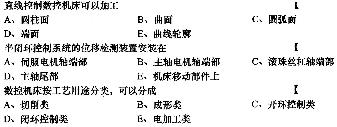 直线控制数控机床可以加工 【
A、圆柱面 B、曲面 C、圆弧面
D、端面 E、曲线轮廓
半闭环控制系统的位移检测装置安装在 【
A、伺服电机轴端部 B、主轴电机轴端部 C、滚珠丝杠轴端部
D、主轴尾部 E、机床移动部件上
数控机床按工艺用途分类，可以分成 【
A、切削类 B、成形类 C、开环控制类
D、闭环控制类 E、电加工类